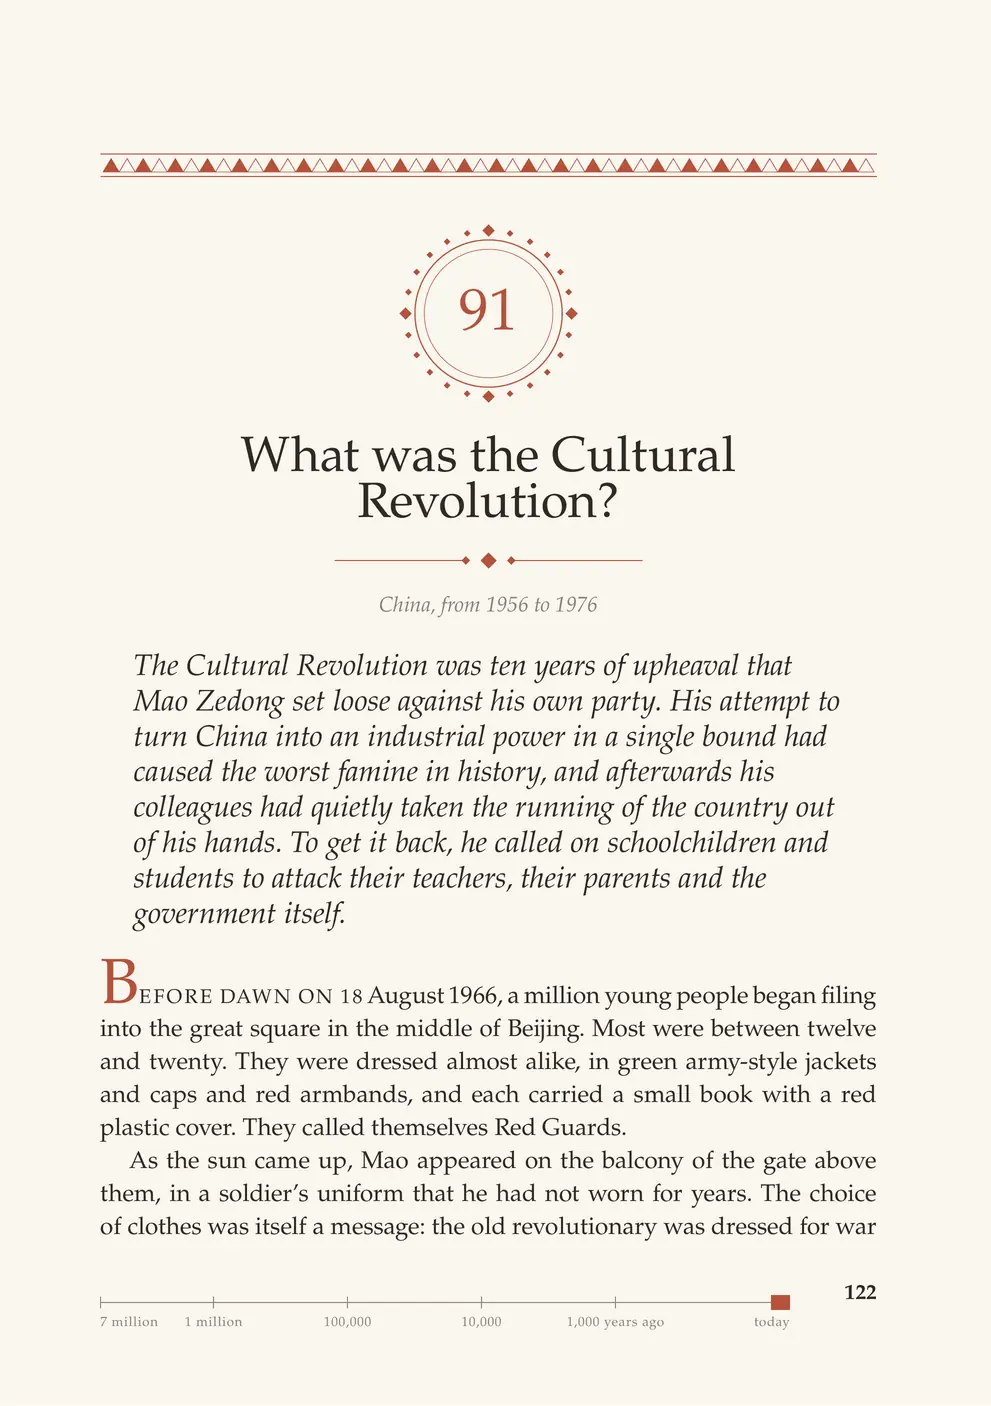 91
What was the Cultural
Revolution?
China, from 1956 to 1976
The Cultural Revolution was ten years of upheaval that
Mao Zedong set loose against his own party. His attempt to
turn China into an industrial power in a single bound had
caused the worst famine in history, and afterwards his
colleagues had quietly taken the running of the country out
of his hands. To get it back, he called on schoolchildren and
students to attack their teachers, their parents and the
government itself.
BEFORE DAWN ON 18 August 1966, a million young people began filing
into the great square in the middle of Beijing. Most were between twelve
and twenty. They were dressed almost alike, in green army-style jackets
and caps and red armbands, and each carried a small book with a red
plastic cover. They called themselves Red Guards.
As the sun came up, Mao appeared on the balcony of the gate above
them, in a soldier’s uniform that he had not worn for years. The choice
of clothes was itself a message: the old revolutionary was dressed for war
122
7 million 1 million 100,000 10,000 1,000 years ago today